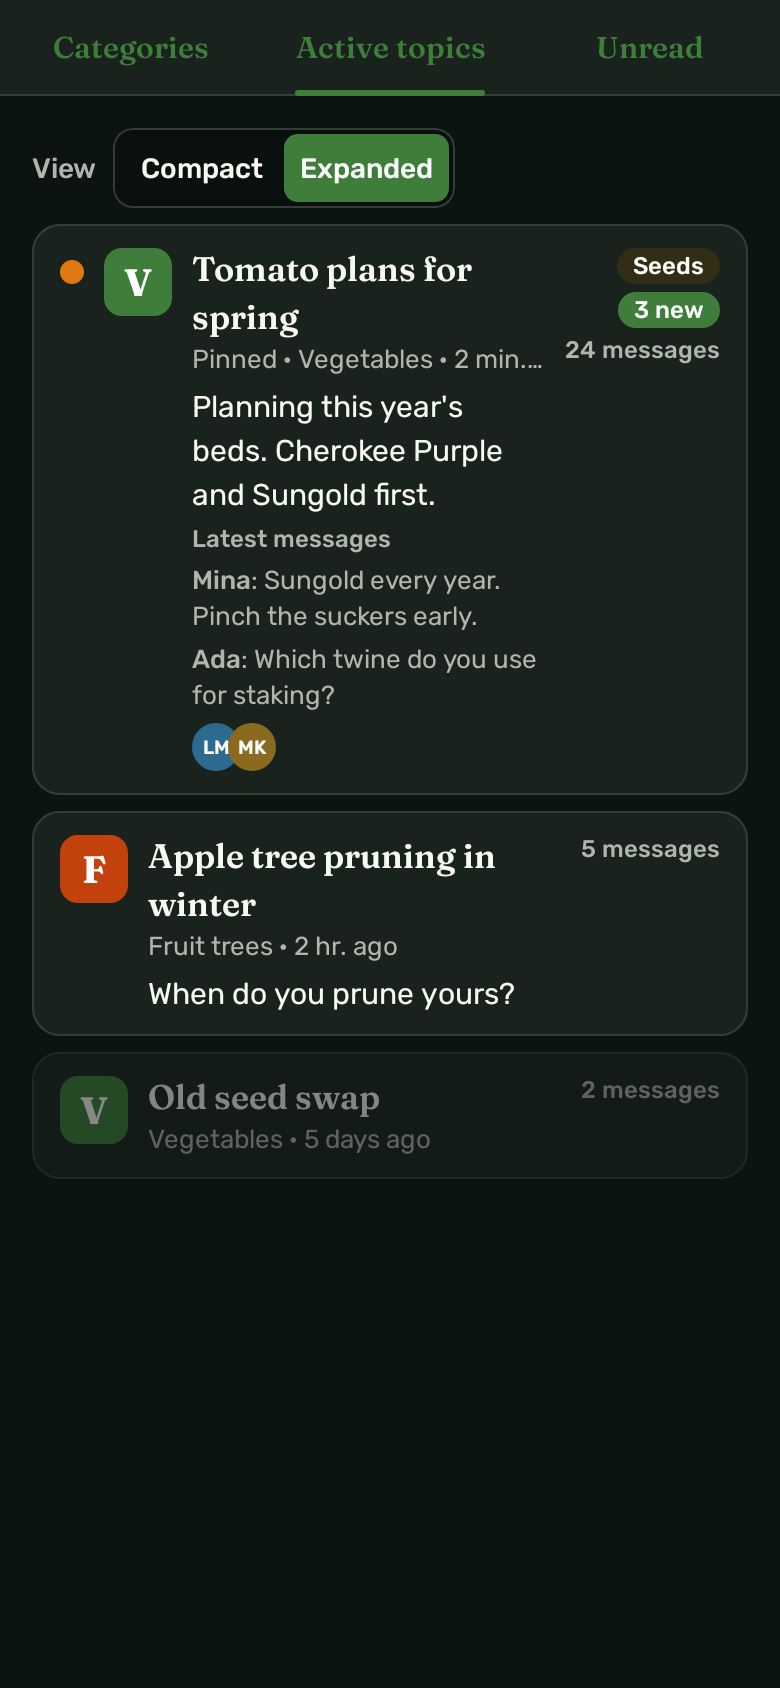 Categories
Active topics
Unread
View
Compact
Expanded
V
Tomato plans for
spring
Seeds
3 new
24 messages
Pinned • Vegetables • 2 min.…
Planning this year's
beds. Cherokee Purple
and Sungold first.
Latest messages
Mina: Sungold every year.
Pinch the suckers early.
Ada: Which twine do you use
for staking?
LM
MK
F
Apple tree pruning in
winter
5 messages
Fruit trees • 2 hr. ago
When do you prune yours?
V
Old seed swap
2 messages
Vegetables • 5 days ago